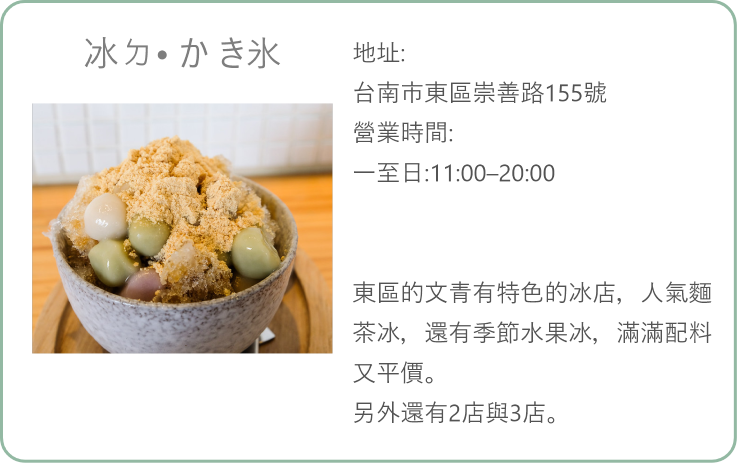 冰ㄉ•かき氷
地址:
台南市東區崇善路155號
營業時間:
一至日:11:00–20:00
東區的文青有特色的冰店，人氣麵
茶冰，還有季節水果冰，滿滿配料
又平價。
另外還有2店與3店。